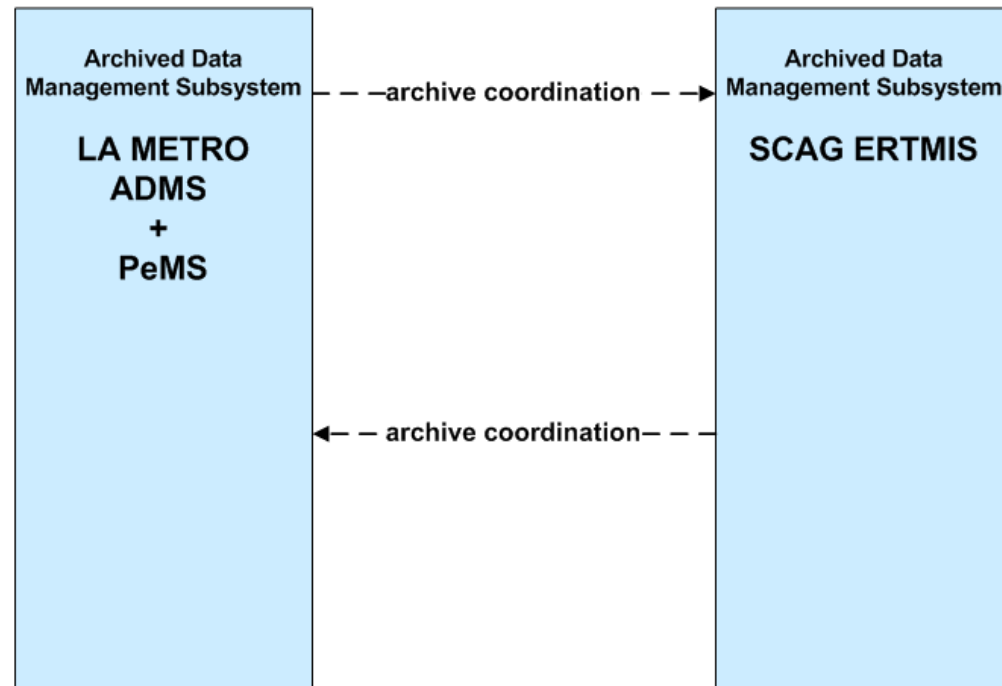 Archived Data
Management Subsystem
LA METRO
ADMS
+
PeMS
archive coordination
archive coordination
Archived Data
Management Subsystem
SCAG ERTMIS